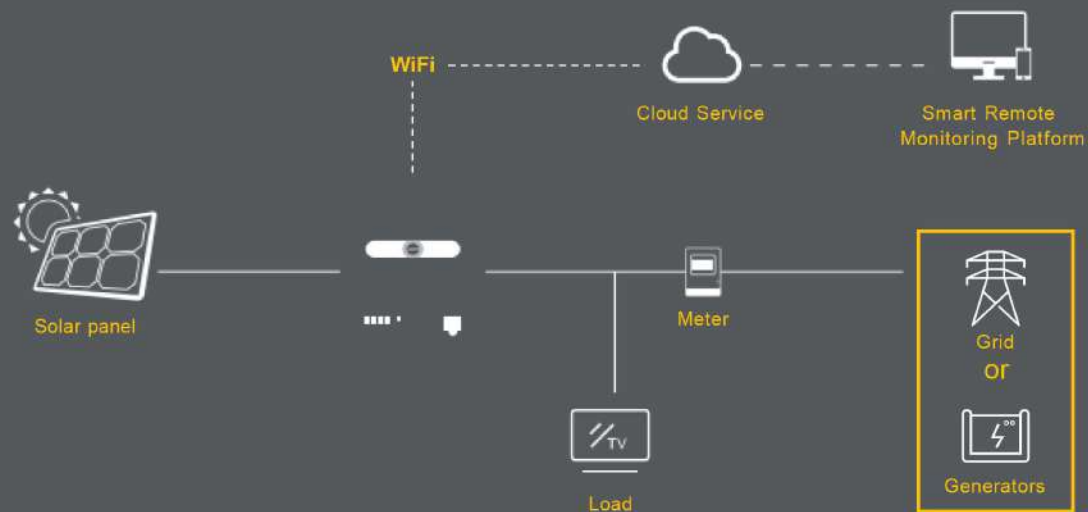 WiFi
Cloud Service
Smart Remote
Monitoring Platform
Solar panel
Meter
Grid
or
Generators
TV
Load